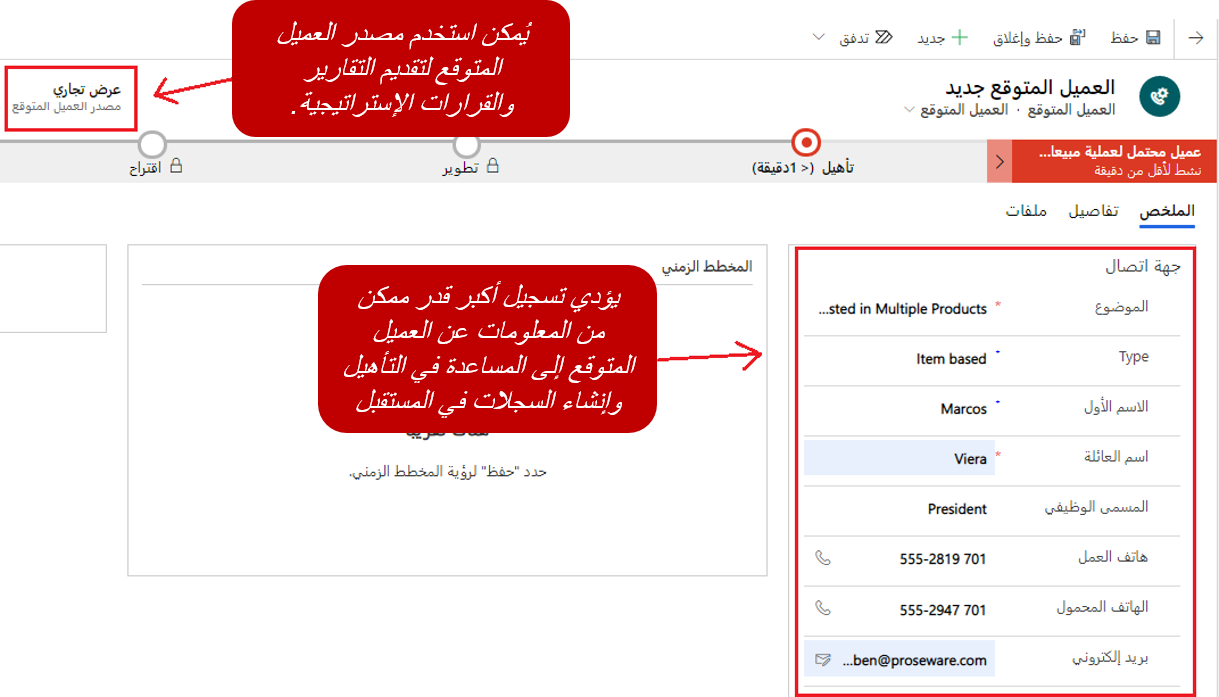 حفظ
حفظ وإغلاق
جديد
تدفق
يُمكن استخدم مصدر العميل
المتوقع لتقديم التقارير
والقرارات الإستراتيجية.
العميل المتوقع جديد
العميل المتوقع · العميل المتوقع
عرض تجاري
مصدر العميل المتوقع
عميل محتمل لعملية مبيعا...
نشط لأقل من دقيقة
تأهيل (< 1دقيقة)
تطوير
اقتراح
الملخص
تفاصيل
ملفات
جهة اتصال
الموضوع * ...sted in Multiple Products
Type Item based
الاسم الأول Marcos
اسم العائلة * Viera
المسمى الوظيفي President
هاتف العمل 555-2819 701
الهاتف المحمول 555-2947 701
بريد إلكتروني ...ben@proseware.com
المخطط الزمني
يؤدي تسجيل أكبر قدر ممكن
من المعلومات عن العميل
المتوقع إلى المساعدة في التأهيل
وإنشاء السجلات في المستقبل
حدد "حفظ" لرؤية المخطط الزمني.